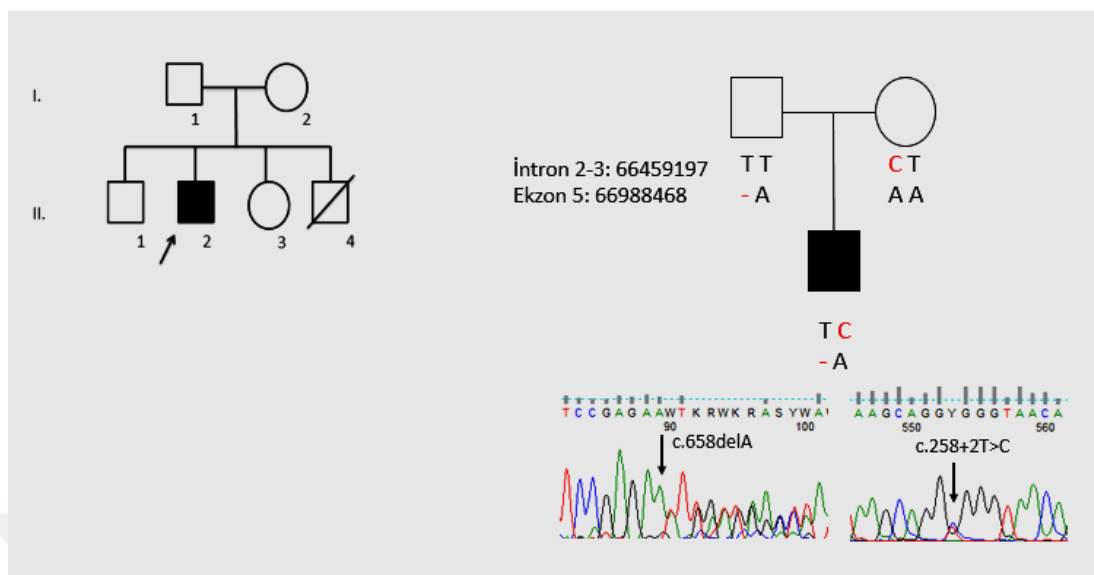 I.
1
2
II.
1
2
3
4
İntron 2-3: 66459197
Ekzon 5: 66988468
T T
- A
C T
A A
T C
- A
T C C G A G A A W T K R W K R A S Y W A
90
100
c.658delA
A A G C A G G Y G G G T A A C A
550
560
c.258+2T>C